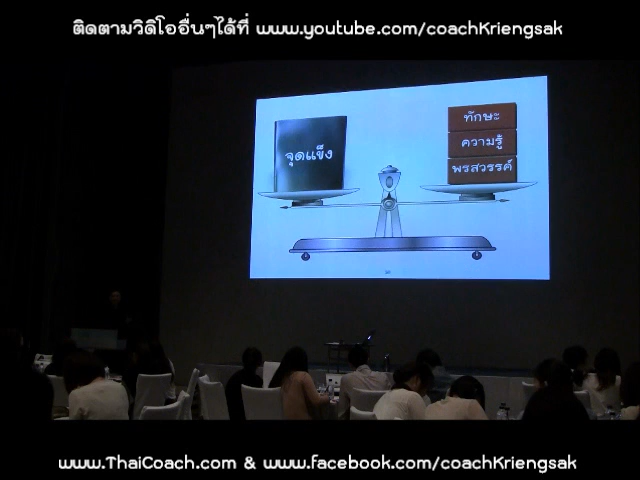 ติดตามวิดิโออื่นๆได้ที่ www.youtube.com/coachKriengsak
จุดแข็ง
ทักษะ
ความรู้
พรสวรรค์
www.ThaiCoach.com & www.facebook.com/coachKriengsak